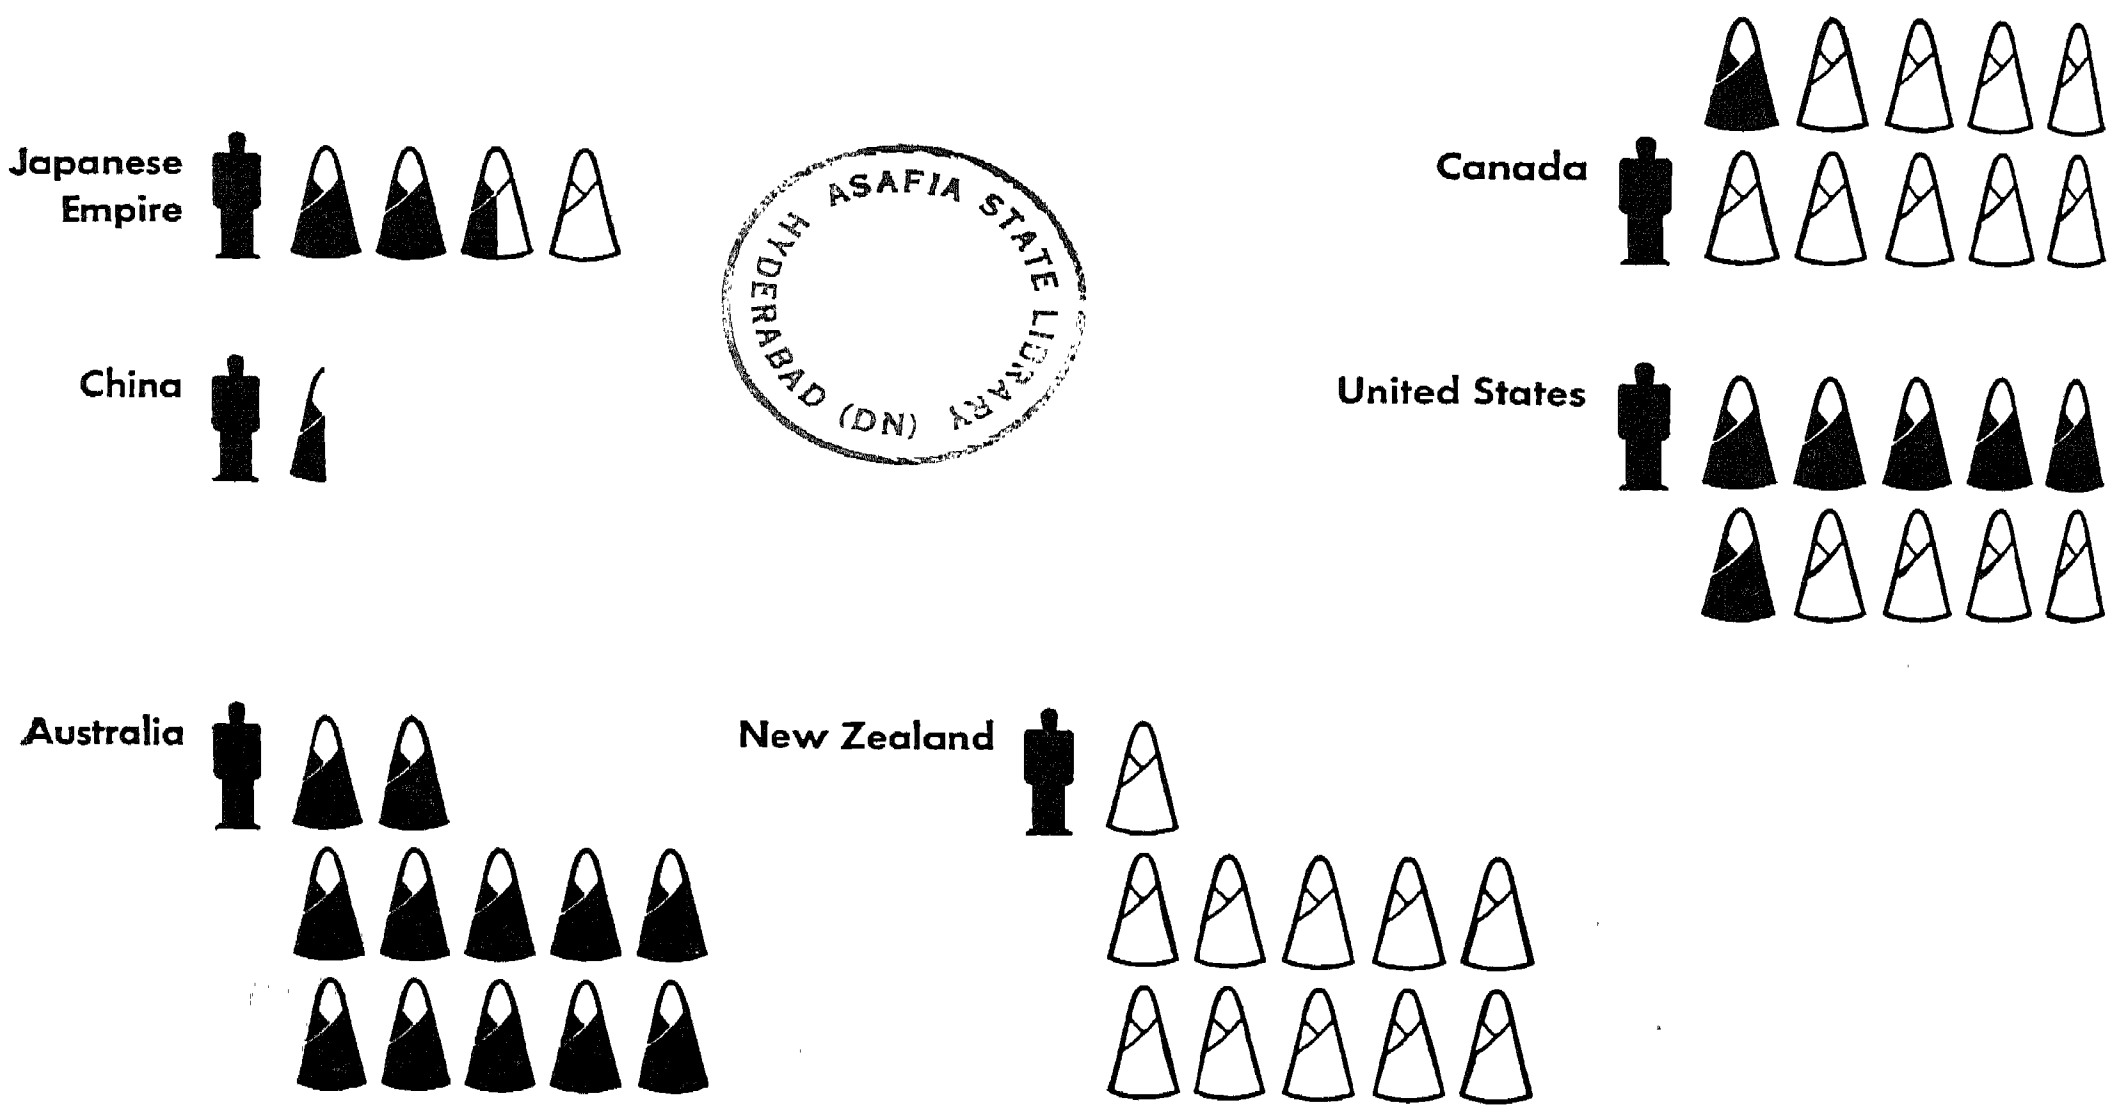 Japanese
Empire
HYDERABAD (DN) ASAFIA STATE LIBRARY
Canada
China
United States
Australia
New Zealand